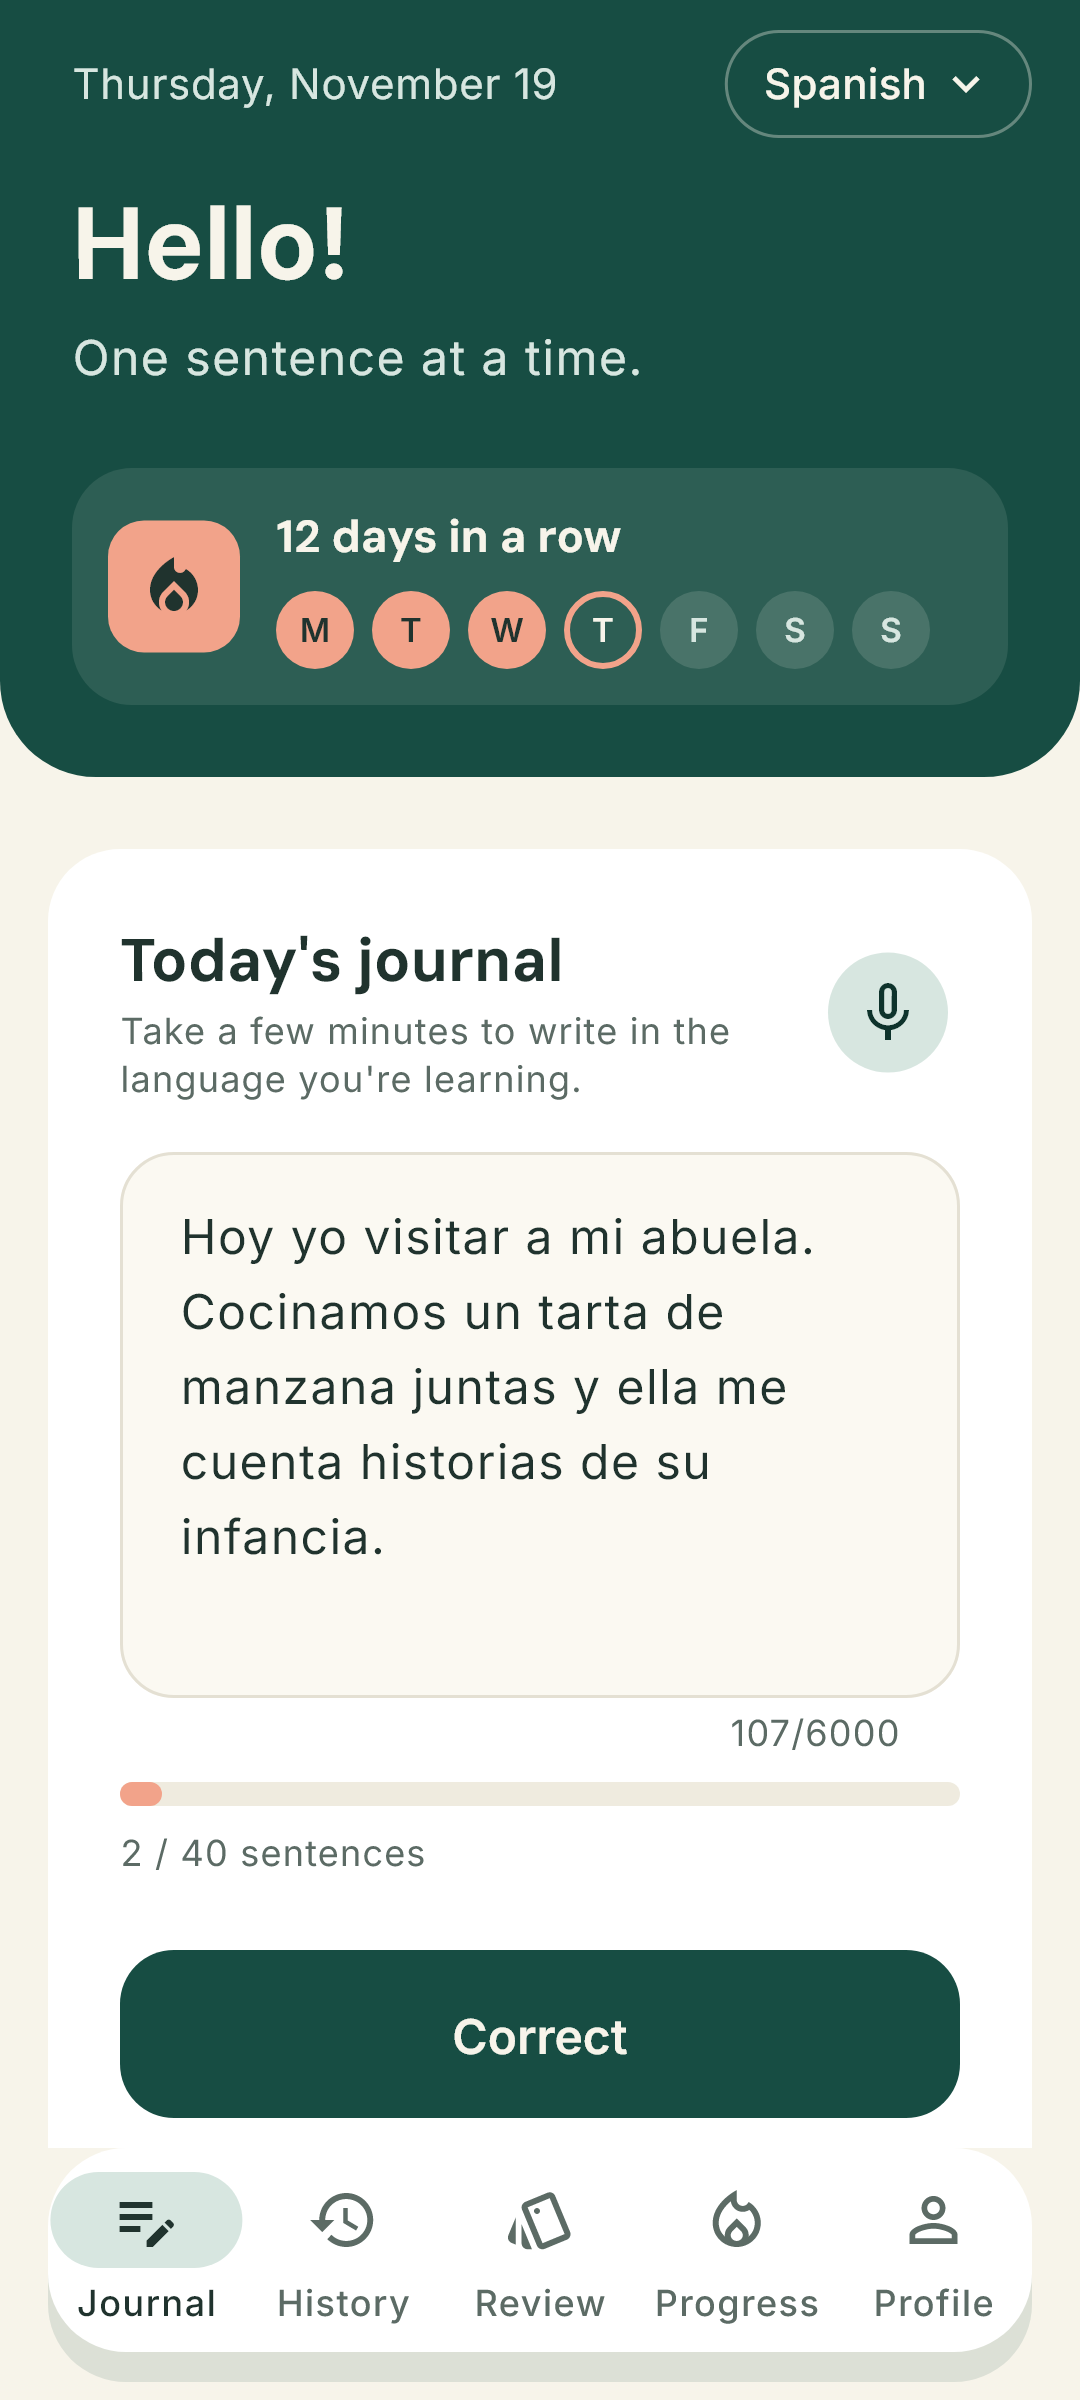 Thursday, November 19
Spanish
Hello!
One sentence at a time.
12 days in a row
M T W T F S S
Today's journal
Take a few minutes to write in the
language you're learning.
Hoy yo visitar a mi abuela.
Cocinamos un tarta de
manzana juntas y ella me
cuenta historias de su
infancia.
107/6000
2 / 40 sentences
Correct
Journal History Review Progress Profile